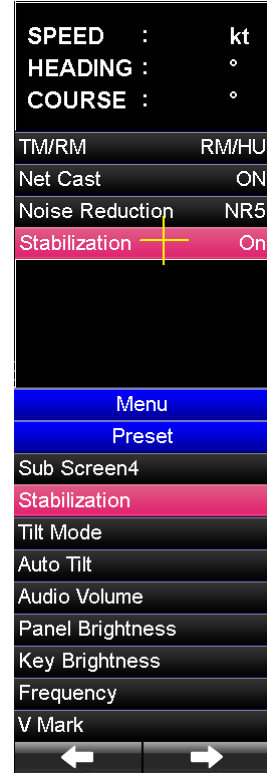 SPEED : kt
HEADING : °
COURSE : °
TM/RM RM/HU
Net Cast ON
Noise Reduction NR5
Stabilization On
Menu
Preset
Sub Screen4
Stabilization
Tilt Mode
Auto Tilt
Audio Volume
Panel Brightness
Key Brightness
Frequency
V Mark